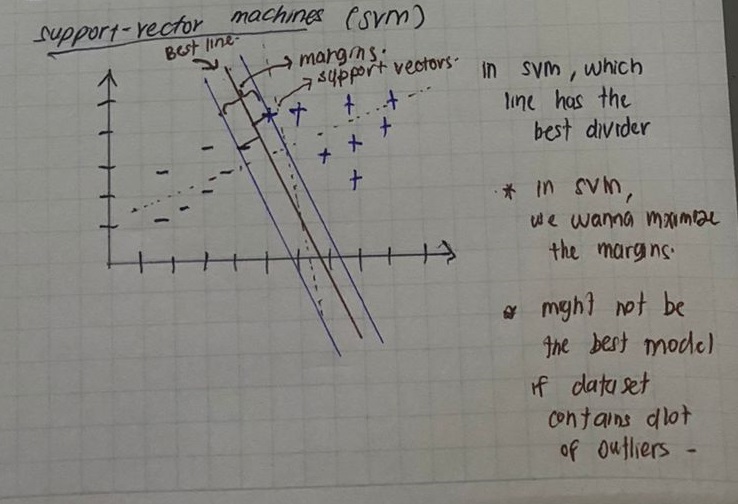 support-vector machines (svm)
Best line.
margins.
support vectors.
in svm, which
line has the
best divider
* in svm,
we wanna maximize
the margins.
* might not be
the best model
if dataset
contains alot
of outliers -